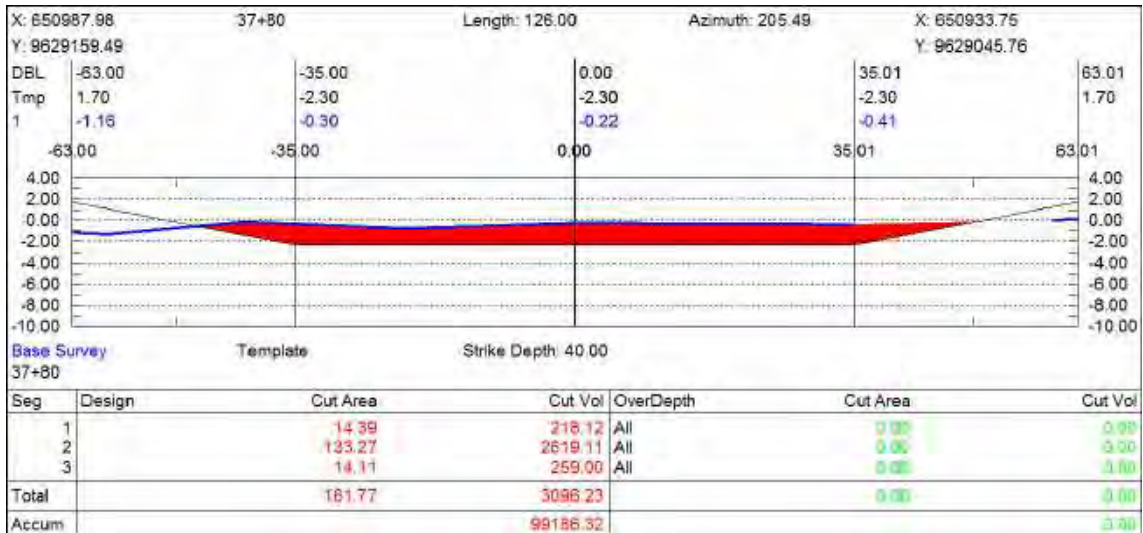 X: 650987.98 37+80 Length: 126.00 Azimuth: 205.49 X: 650933.75
Y: 9629159.49 Y: 9629045.76
DBL -63.00 -35.00 0.00 35.01 63.01
Tmp 1.70 -2.30 -2.30 -2.30 1.70
1 -1.16 -0.30 -0.22 -0.41
-63.00 -35.00 0.00 35.01 63.01
4.00 4.00
2.00 2.00
0.00 0.00
-2.00 -2.00
-4.00 -4.00
-6.00 -6.00
-8.00 -8.00
-10.00 -10.00
Base Survey Template Strike Depth: 40.00
37+80
Seg Design Cut Area Cut Vol OverDepth Cut Area Cut Vol
1 14.39 218.12 All 0.00 0.00
2 133.27 2619.11 All 0.00 0.00
3 14.11 259.00 All 0.00 0.00
Total 161.77 3096.23 0.00 0.00
Accum 99186.32 0.00